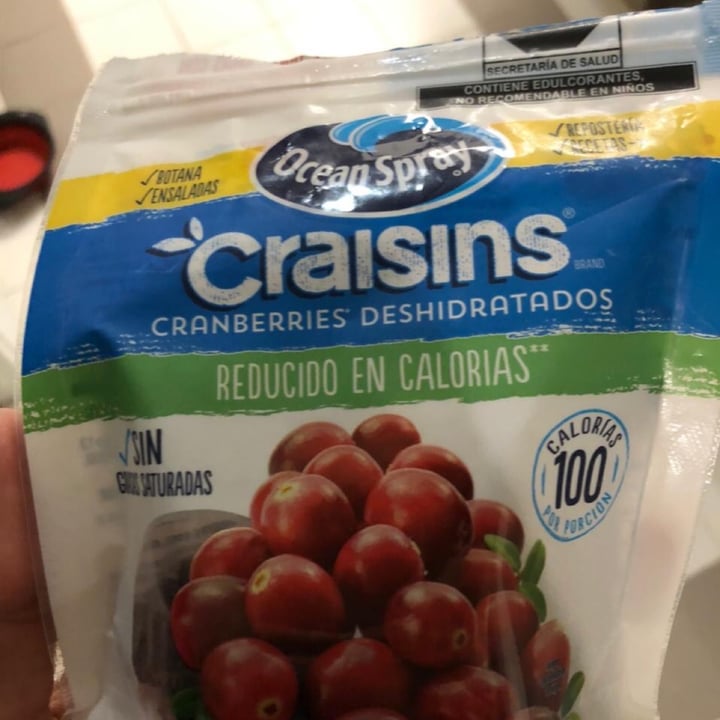 SECRETARÍA DE SALUD
CONTIENE EDULCORANTES,
NO RECOMENDABLE EN NIÑOS
✓BOTANA
✓ENSALADAS
Ocean Spray®
✓REPOSTERÍA
✓RECETAS
Craisins®
BRAND
CRANBERRIES DESHIDRATADOS
REDUCIDO EN CALORIAS**
✓SIN
GRASAS SATURADAS
CALORÍAS
100
POR PORCIÓN